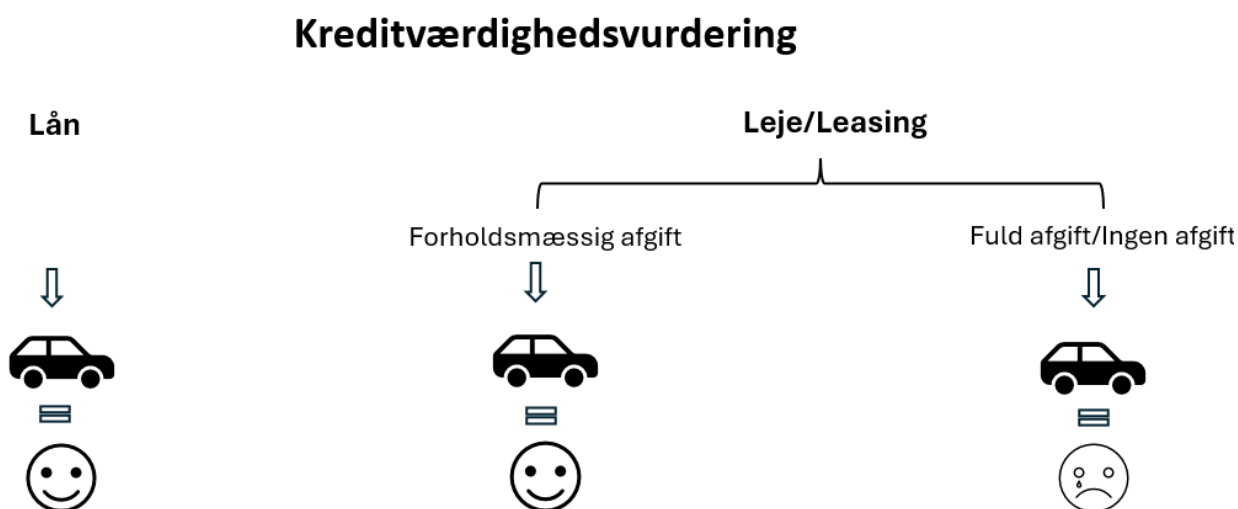 Kreditværdighedsvurdering
Lån
Leje/Leasing
Forholdsmæssig afgift
Fuld afgift/Ingen afgift